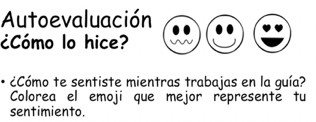 Autoevaluación
¿Cómo lo hice?
• ¿Cómo te sentiste mientras trabajas en la guía?
Colorea el emoji que mejor represente tu
sentimiento.